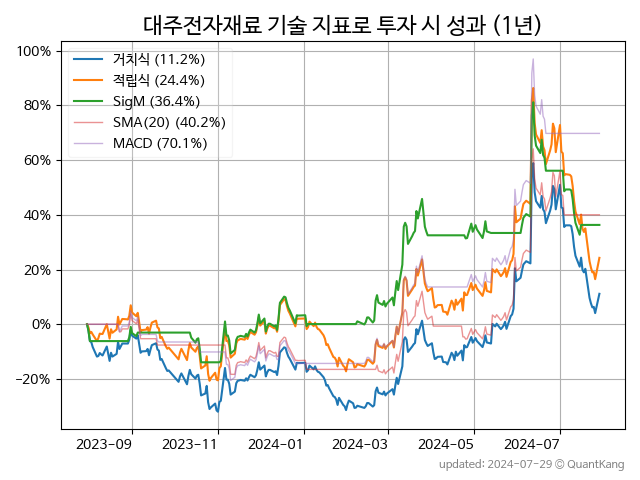 대주전자재료 기술 지표로 투자 시 성과 (1년)
100%
80%
60%
40%
20%
0%
−20%
거치식 (11.2%)
적립식 (24.4%)
SigM (36.4%)
SMA(20) (40.2%)
MACD (70.1%)
2023-09
2023-11
2024-01
2024-03
2024-05
2024-07
updated: 2024-07-29 © QuantKang